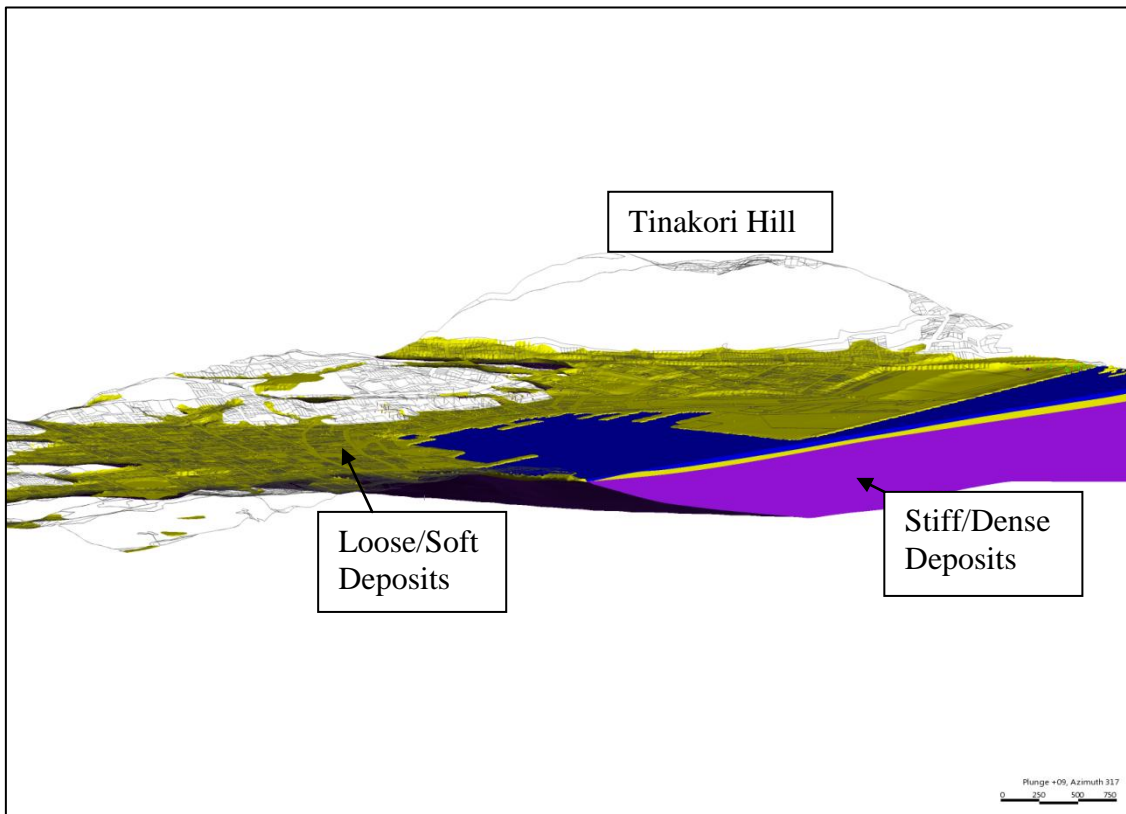 Tinakori Hill
Loose/Soft
Deposits
Stiff/Dense
Deposits
Plunge +09, Azimuth 317
0 250 500 750